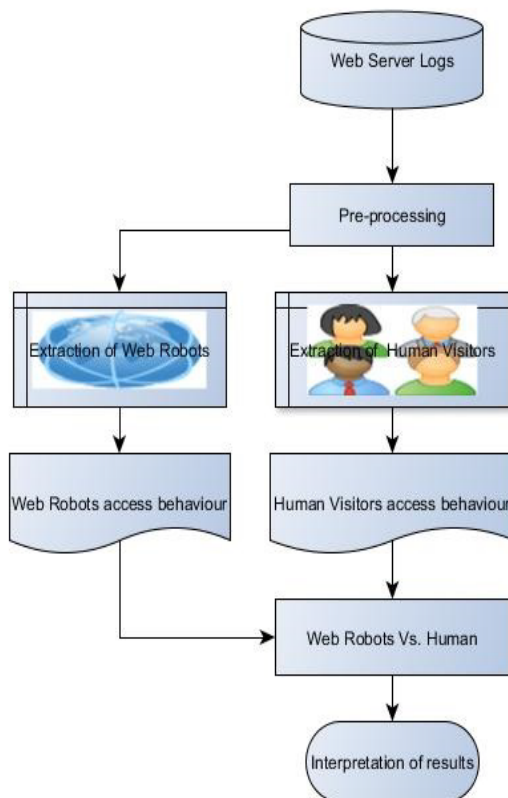 Web Server Logs
Pre-processing
Extraction of Web Robots
Extraction of Human Visitors
Web Robots access behaviour
Human Visitors access behaviour
Web Robots Vs. Human
Interpretation of results